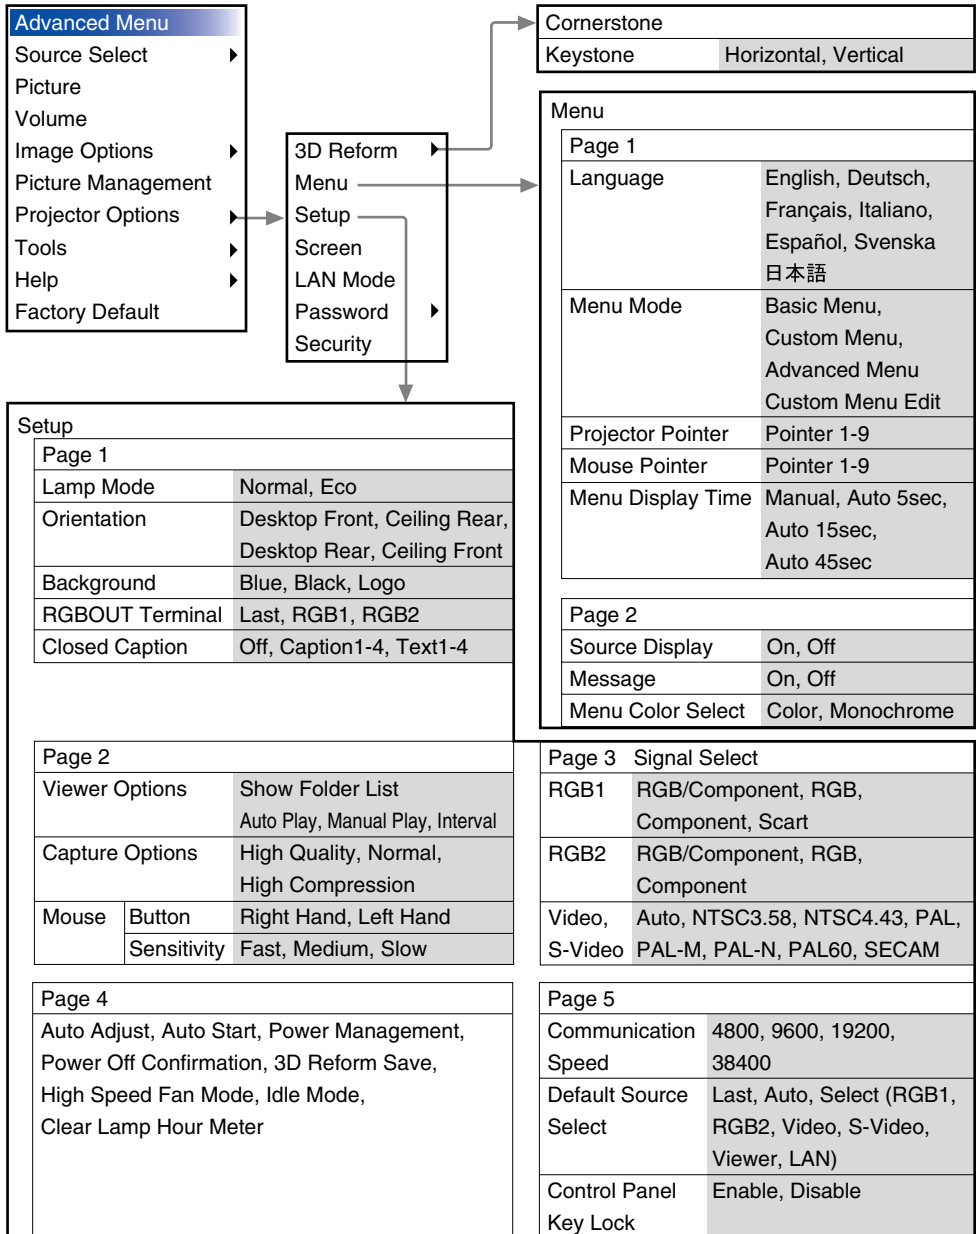 Advanced Menu
Source Select
Picture
Volume
Image Options
Picture Management
Projector Options
Tools
Help
Factory Default
3D Reform
Menu
Setup
Screen
LAN Mode
Password
Security
Cornerstone
Keystone Horizontal, Vertical
Menu
Page 1
Language English, Deutsch,
Français, Italiano,
Español, Svenska
日本語
Menu Mode Basic Menu,
Custom Menu,
Advanced Menu
Custom Menu Edit
Projector Pointer Pointer 1-9
Mouse Pointer Pointer 1-9
Menu Display Time Manual, Auto 5sec,
Auto 15sec,
Auto 45sec
Page 2
Source Display On, Off
Message On, Off
Menu Color Select Color, Monochrome
Setup
Page 1
Lamp Mode Normal, Eco
Orientation Desktop Front, Ceiling Rear,
Desktop Rear, Ceiling Front
Background Blue, Black, Logo
RGBOUT Terminal Last, RGB1, RGB2
Closed Caption Off, Caption1-4, Text1-4
Page 2
Viewer Options Show Folder List
Auto Play, Manual Play, Interval
Capture Options High Quality, Normal,
High Compression
Mouse Button Right Hand, Left Hand
Sensitivity Fast, Medium, Slow
Page 3 Signal Select
RGB1 RGB/Component, RGB,
Component, Scart
RGB2 RGB/Component, RGB,
Component
Video, Auto, NTSC3.58, NTSC4.43, PAL,
S-Video PAL-M, PAL-N, PAL60, SECAM
Page 4
Auto Adjust, Auto Start, Power Management,
Power Off Confirmation, 3D Reform Save,
High Speed Fan Mode, Idle Mode,
Clear Lamp Hour Meter
Page 5
Communication 4800, 9600, 19200,
Speed 38400
Default Source Last, Auto, Select (RGB1,
Select RGB2, Video, S-Video,
Viewer, LAN)
Control Panel Enable, Disable
Key Lock